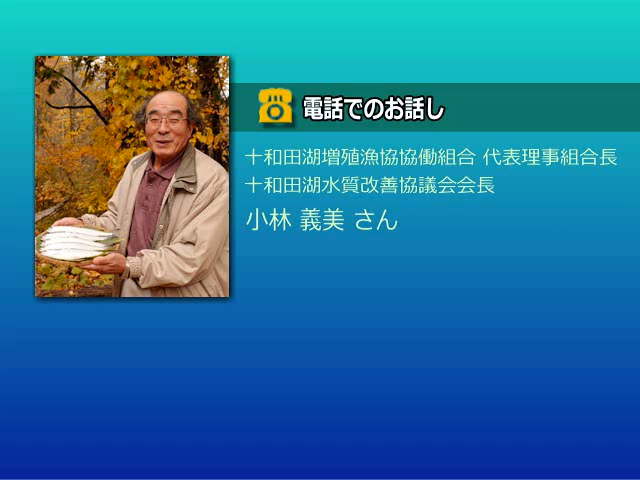 電話でのお話し
十和田湖増殖漁協協働組合 代表理事組合長
十和田湖水質改善協議会会長
小林 義美 さん